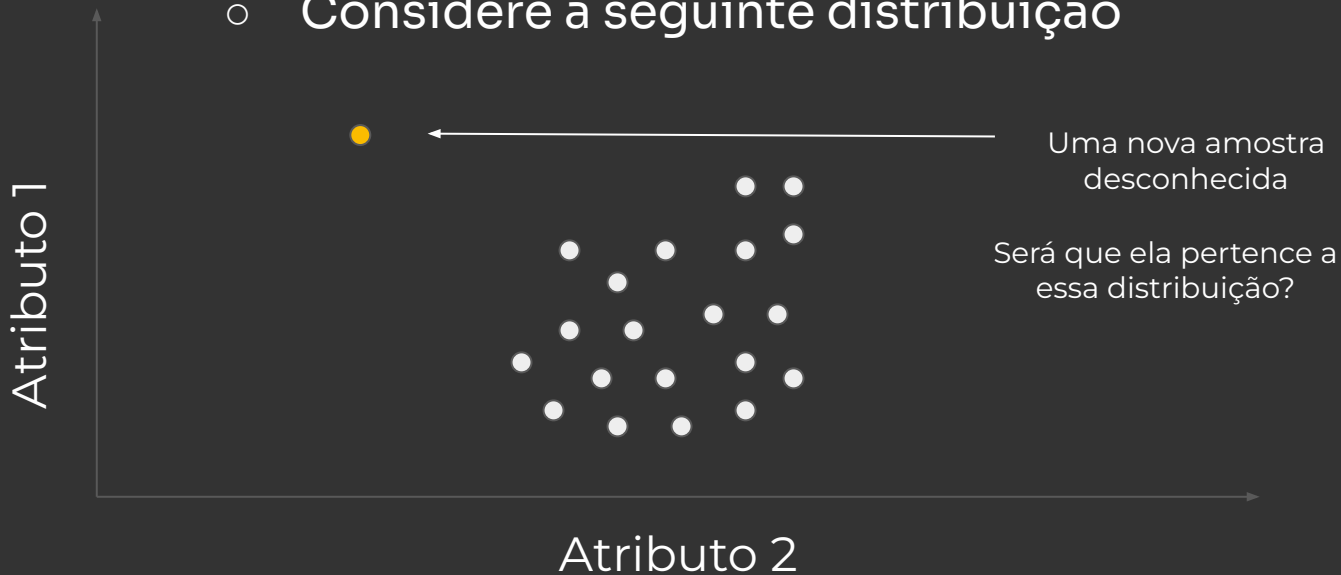 Considere a seguinte distribuição
Uma nova amostra
desconhecida
Será que ela pertence a
essa distribuição?
Atributo 1
Atributo 2